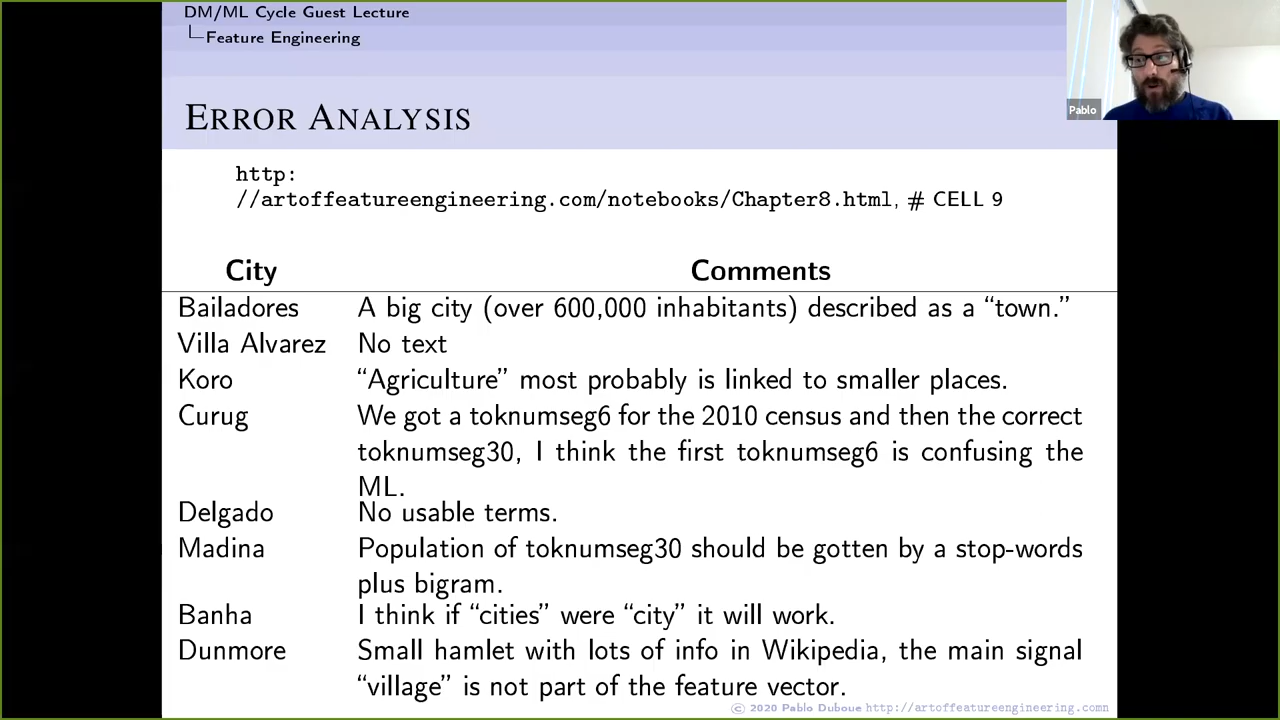 DM/ML Cycle Guest Lecture
Feature Engineering
Pablo
ERROR ANALYSIS
http:
//artoffeatureengineering.com/notebooks/Chapter8.html, # CELL 9
City Comments
Bailadores A big city (over 600,000 inhabitants) described as a “town.”
Villa Alvarez No text
Koro “Agriculture” most probably is linked to smaller places.
Curug We got a toknumseg6 for the 2010 census and then the correct
toknumseg30, I think the first toknumseg6 is confusing the
ML.
Delgado No usable terms.
Madina Population of toknumseg30 should be gotten by a stop-words
plus bigram.
Banha I think if “cities” were “city” it will work.
Dunmore Small hamlet with lots of info in Wikipedia, the main signal
“village” is not part of the feature vector.
© 2020 Pablo Duboue http://artoffeatureengineering.comn